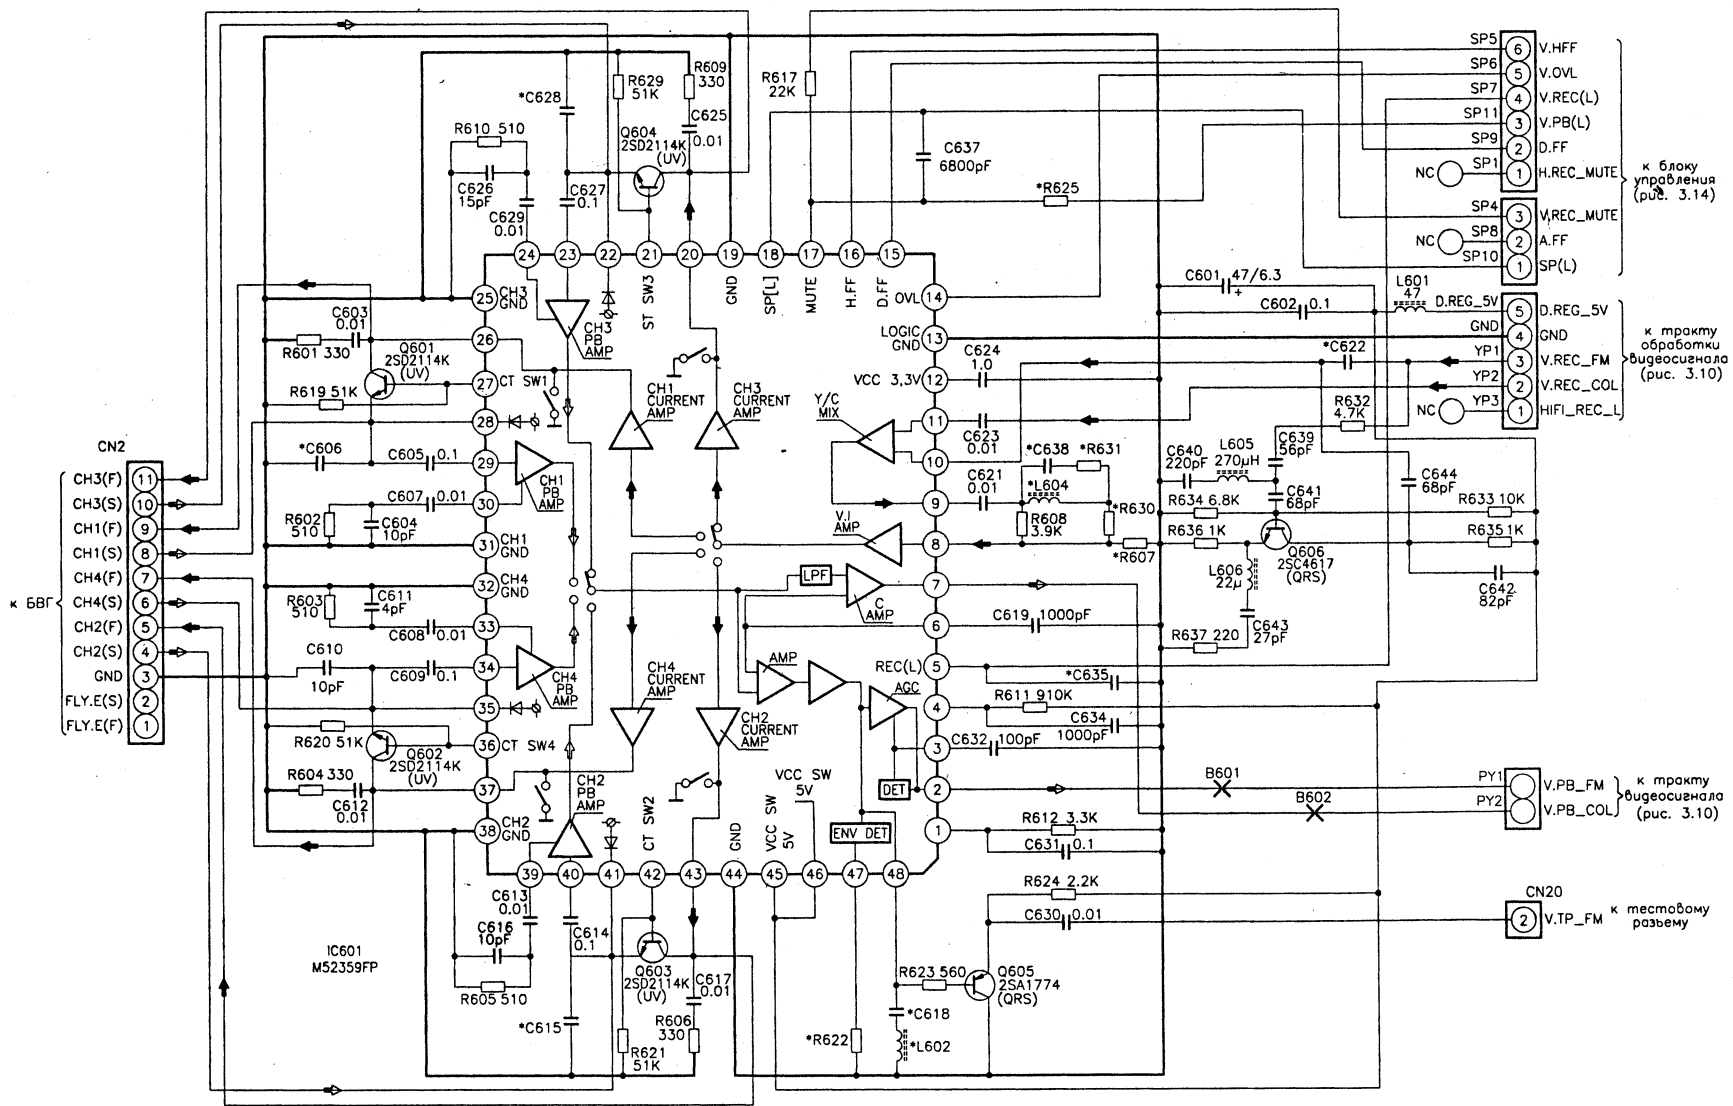 R629
51K
R609
330
R617
22K
*C628
C625
0.01
Q604
2SD2114K
(UV)
R610 510
C626
15pF
C629
0.01
C627
0.1
C637
6800pF
*R625
SP5
6
V.HFF
SP6
5
V.OVL
SP7
4
V.REC(L)
SP11
3
V.PB(L)
SP9
2
D.FF
NC
SP1
1
H.REC_MUTE
SP4
3
V.REC_MUTE
NC
SP8
2
A.FF
SP10
1
SP(L)
к блоку
управления
(рис. 3.14)
24
23
22
21
20
19
18
17
16
15
CH3
PB
AMP
ST SW3
GND
SP[L]
MUTE
H.FF
D.FF
OVL
14
25
CH3
GND
LOGIC
GND
13
C601
47/6.3
+
C602
0.1
L601
47
D.REG_5V
5
D.REG_5V
GND
4
GND
YP1
3
V.REC_FM
YP2
2
V.REC_COL
NC
YP3
1
HIFI_REC_L
к тракту
обработки
видеосигнала
(рис. 3.10)
C603
0.01
R601 330
Q601
2SD2114K
(UV)
R619 51K
26
27
CT SW1
28
VCC 3,3V
12
C624
1.0
*C622
CH1
CURRENT
AMP
CH3
CURRENT
AMP
Y/C
MIX
11
C623
0.01
R632
4.7K
CN2
*C606
C605
0.1
29
CH1
PB
AMP
10
*C638
*R631
C640
220pF
L605
270µH
C639
56pF
C644
68pF
CH3(F)
11
CH3(S)
10
CH1(F)
9
CH1(S)
8
CH4(F)
7
CH4(S)
6
CH2(F)
5
CH2(S)
4
GND
3
FLY.E(S)
2
FLY.E(F)
1
к БВГ
C607
0.01
30
R602
510
C604
10pF
31
CH1
GND
9
C621
0.01
*L604
R608
3.9K
*R630
*R607
R634 6.8K
C641
68pF
R633 10K
V.I
AMP
8
R636 1K
Q606
2SC4617
(QRS)
R635 1K
32
CH4
GND
R603
510
C611
4pF
C608
0.01
33
LPF
C
AMP
7
L606
22µ
C642
82pF
6
C619
1000pF
C643
27pF
R637 220
C610
10pF
C609
0.1
34
CH4
PB
AMP
CH4
CURRENT
AMP
AMP
REC(L)
5
*C635
AGC
35
4
R611 910K
C634
1000pF
CH2
CURRENT
AMP
R620 51K
Q602
2SD2114K
(UV)
36
CT SW4
3
C632
100pF
R604 330
C612
0.01
37
VCC SW
5V
DET
2
B601
B602
PY1
V.PB_FM
PY2
V.PB_COL
к тракту
видеосигнала
(рис. 3.10)
38
CH2
GND
CH2
PB
AMP
CT SW2
GND
VCC SW
5V
ENV DET
1
R612 3.3K
C631
0.1
39
40
41
42
43
44
45
46
47
48
R624 2.2K
C630
0.01
CN20
2
V.TP_FM
к тестовому
разъему
C613
0.01
C616
10pF
C614
0.1
R605 510
IC601
M52359FP
Q603
2SD2114K
(UV)
C617
0.01
R606
330
*C615
R621
51K
R623 560
Q605
2SA1774
(QRS)
*C618
*R622
*L602